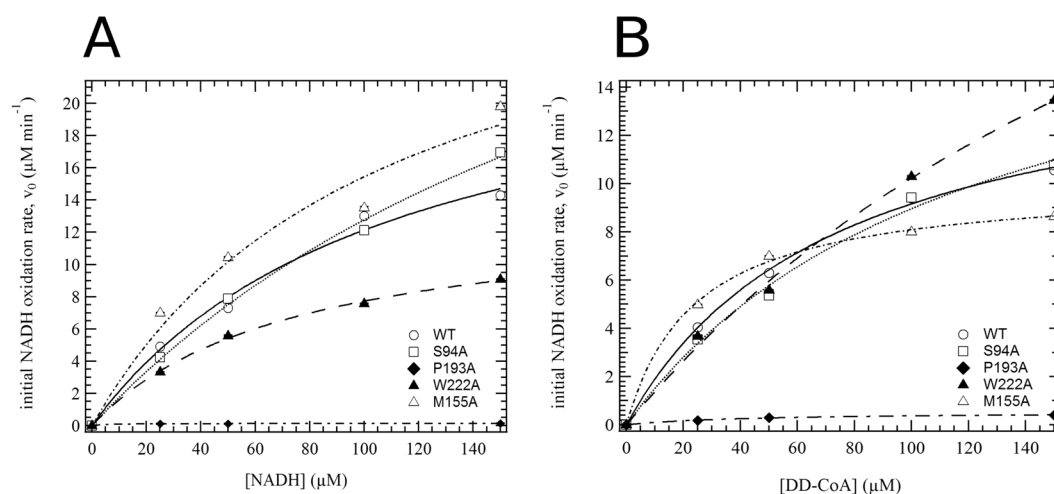 A
initial NADH oxidation rate, v₀ (µM min⁻¹)
20
18
16
14
12
10
8
6
4
2
0
0
20
40
60
80
100
120
140
[NADH] (µM)
WT
S94A
P193A
W222A
M155A
B
initial NADH oxidation rate, v₀ (µM min⁻¹)
14
12
10
8
6
4
2
0
0
20
40
60
80
100
120
140
[DD-CoA] (µM)
WT
S94A
P193A
W222A
M155A